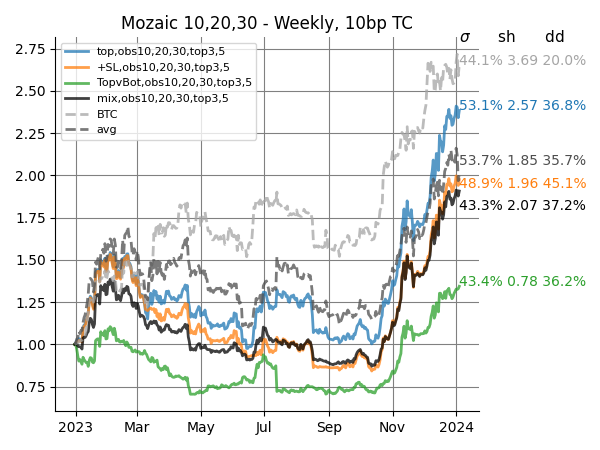 Mozaic 10,20,30 - Weekly, 10bp TC
σ sh dd
top,obs10,20,30,top3,5
+SL,obs10,20,30,top3,5
TopvBot,obs10,20,30,top3,5
mix,obs10,20,30,top3,5
BTC
avg
44.1% 3.69 20.0%
53.1% 2.57 36.8%
53.7% 1.85 35.7%
48.9% 1.96 45.1%
43.3% 2.07 37.2%
43.4% 0.78 36.2%
2.75
2.50
2.25
2.00
1.75
1.50
1.25
1.00
0.75
2023 Mar May Jul Sep Nov 2024